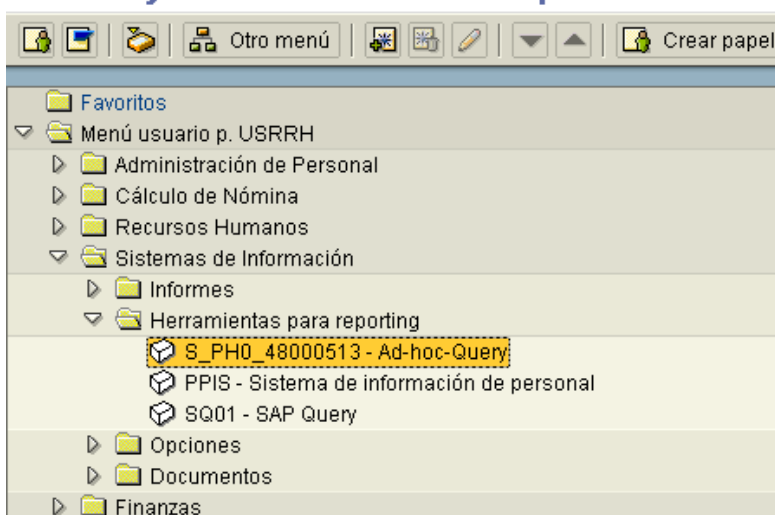 Otro menú
Crear papel
Favoritos
Menú usuario p. USRRH
Administración de Personal
Cálculo de Nómina
Recursos Humanos
Sistemas de Información
Informes
Herramientas para reporting
S_PH0_48000513 - Ad-hoc-Query
PPIS - Sistema de información de personal
SQ01 - SAP Query
Opciones
Documentos
Finanzas